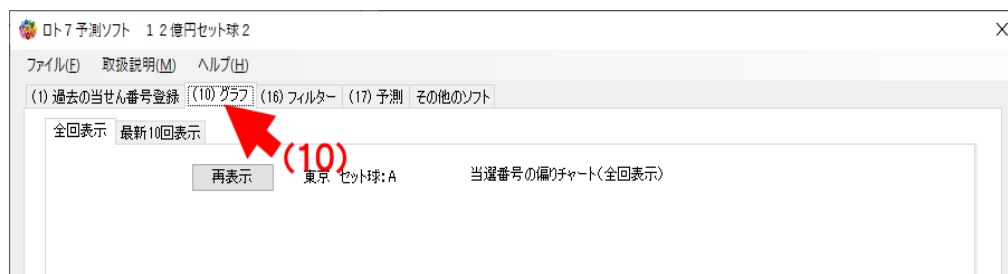 ロト7予測ソフト 12億円セット球2
ファイル(F) 取扱説明(M) ヘルプ(H)
(1) 過去の当せん番号登録 (10) グラフ (16) フィルター (17) 予測 その他のソフト
全回表示 最新10回表示
(10)
再表示 東京 セット球:A 当選番号の偏りチャート(全回表示)